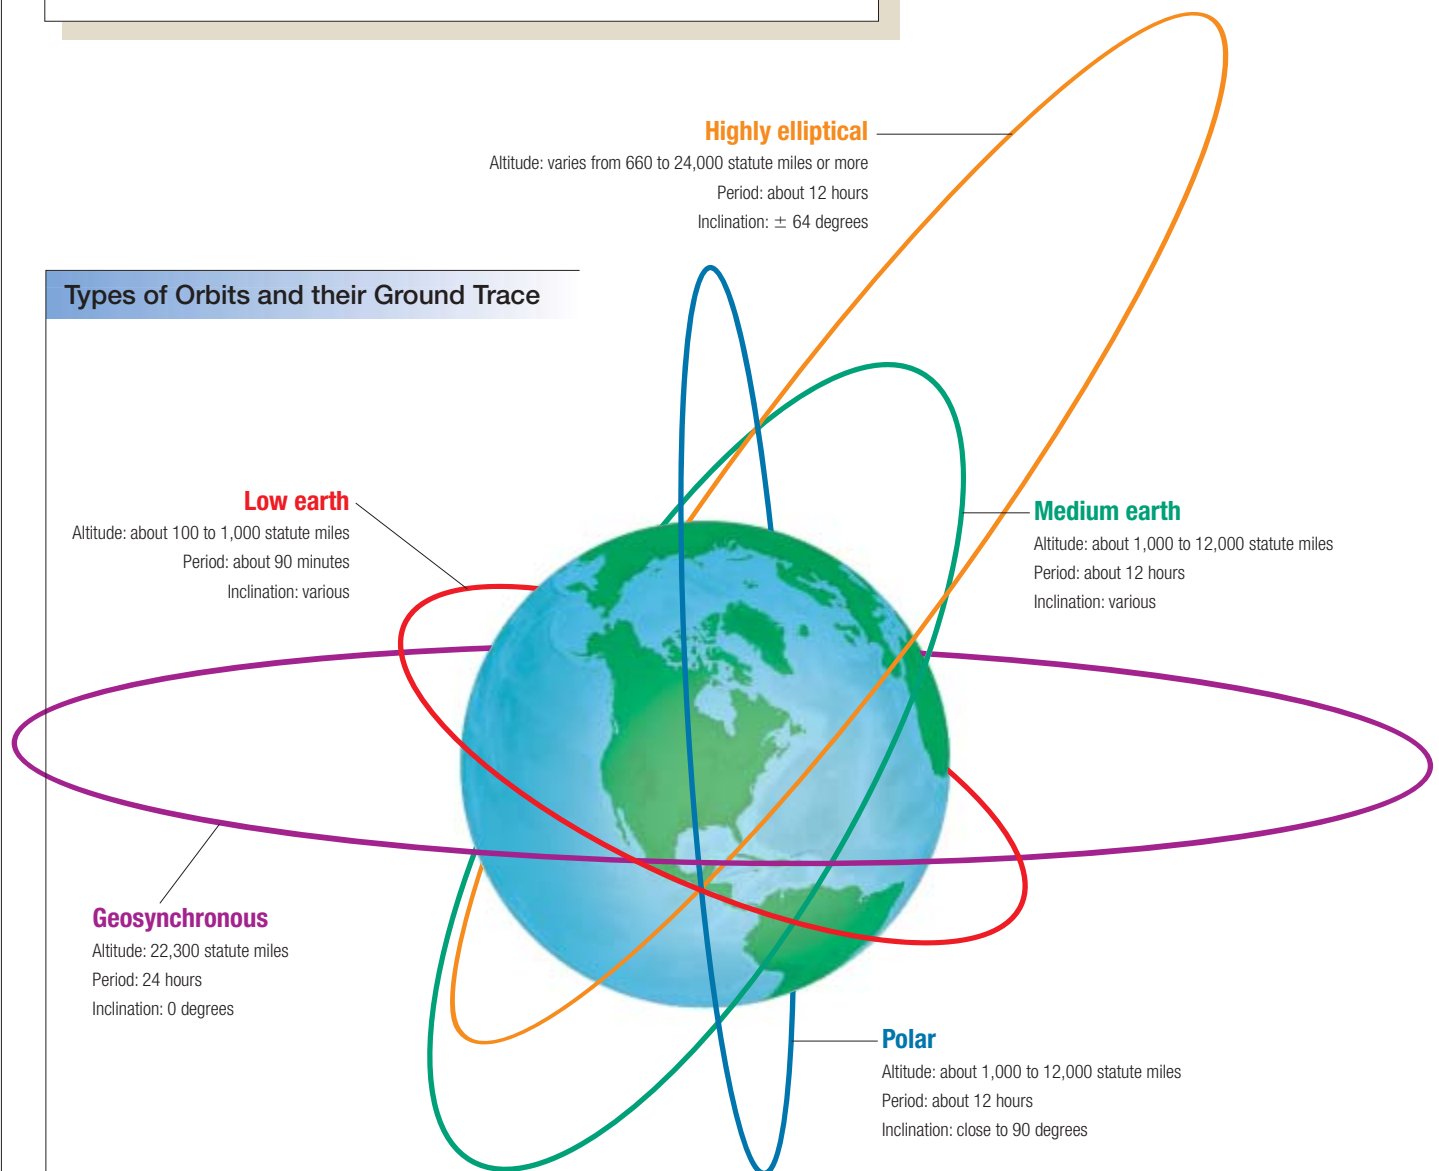 Highly elliptical
Altitude: varies from 660 to 24,000 statute miles or more
Period: about 12 hours
Inclination: ± 64 degrees
Types of Orbits and their Ground Trace
Low earth
Altitude: about 100 to 1,000 statute miles
Period: about 90 minutes
Inclination: various
Medium earth
Altitude: about 1,000 to 12,000 statute miles
Period: about 12 hours
Inclination: various
Geosynchronous
Altitude: 22,300 statute miles
Period: 24 hours
Inclination: 0 degrees
Polar
Altitude: about 1,000 to 12,000 statute miles
Period: about 12 hours
Inclination: close to 90 degrees